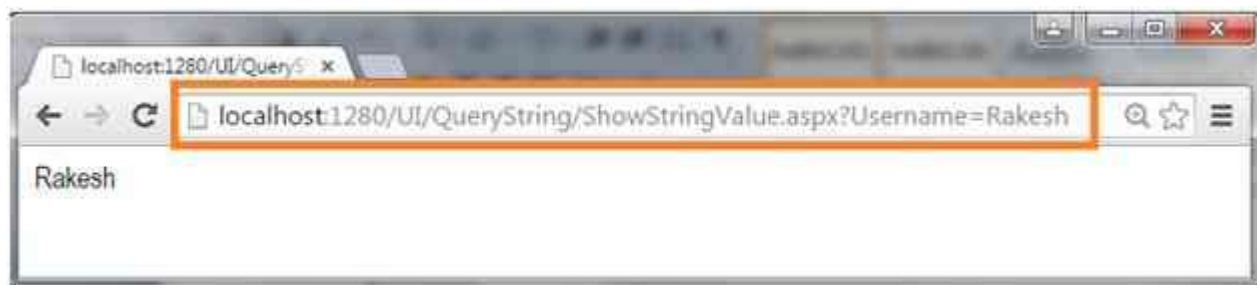 localhost:1280/UI/QueryS
localhost:1280/UI/QueryString/ShowStringValue.aspx?Username=Rakesh
Rakesh